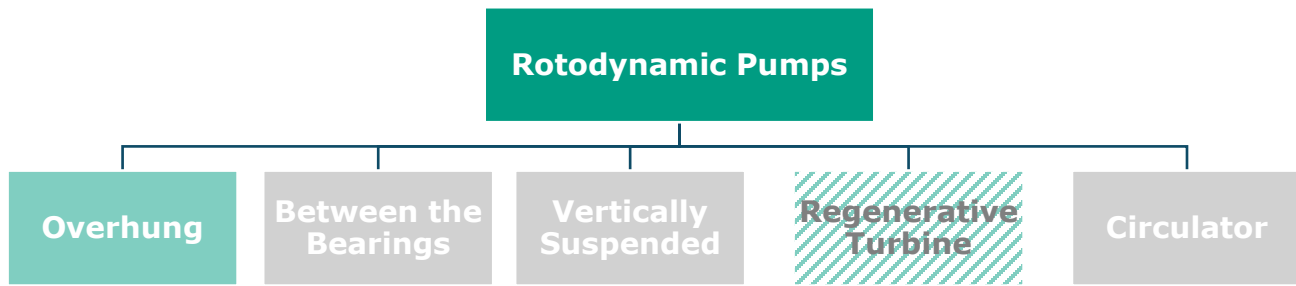 Rotodynamic Pumps
Overhung
Between the
Bearings
Vertically
Suspended
Regenerative
Turbine
Circulator